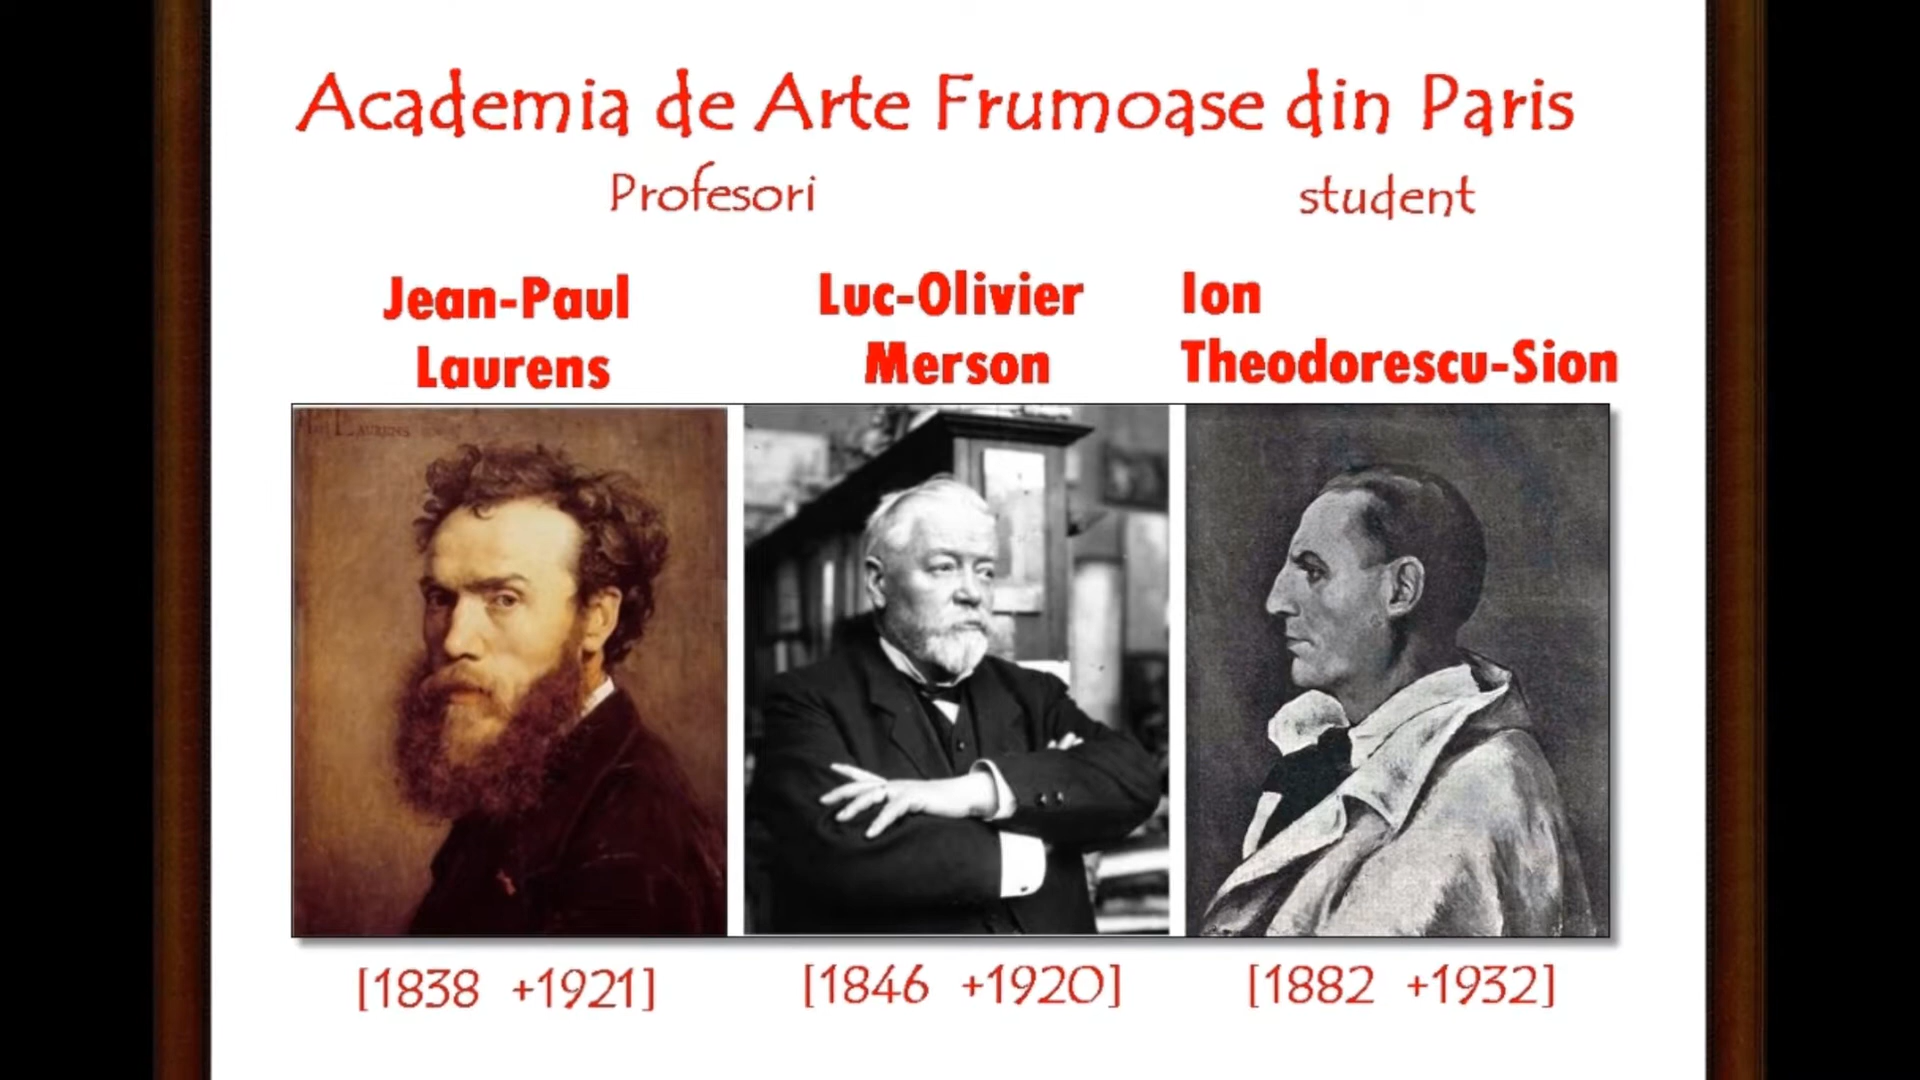 Academia de Arte Frumoase din Paris
Profesori
student
Jean-Paul
Laurens
Luc-Olivier
Merson
Ion
Theodorescu-Sion
LAURENS
[1838 +1921]
[1846 +1920]
[1882 +1932]